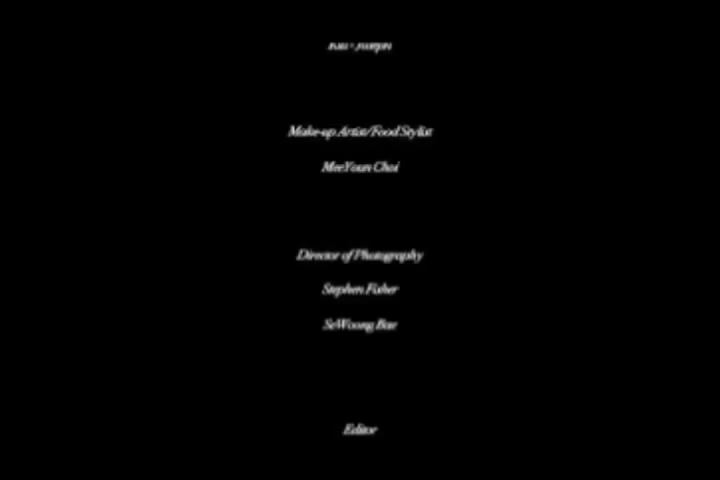 Make-up Artist/Food Stylist
MeeYoun Choi
Director of Photography
Stephen Fisher
SeWoong Bae
Editor